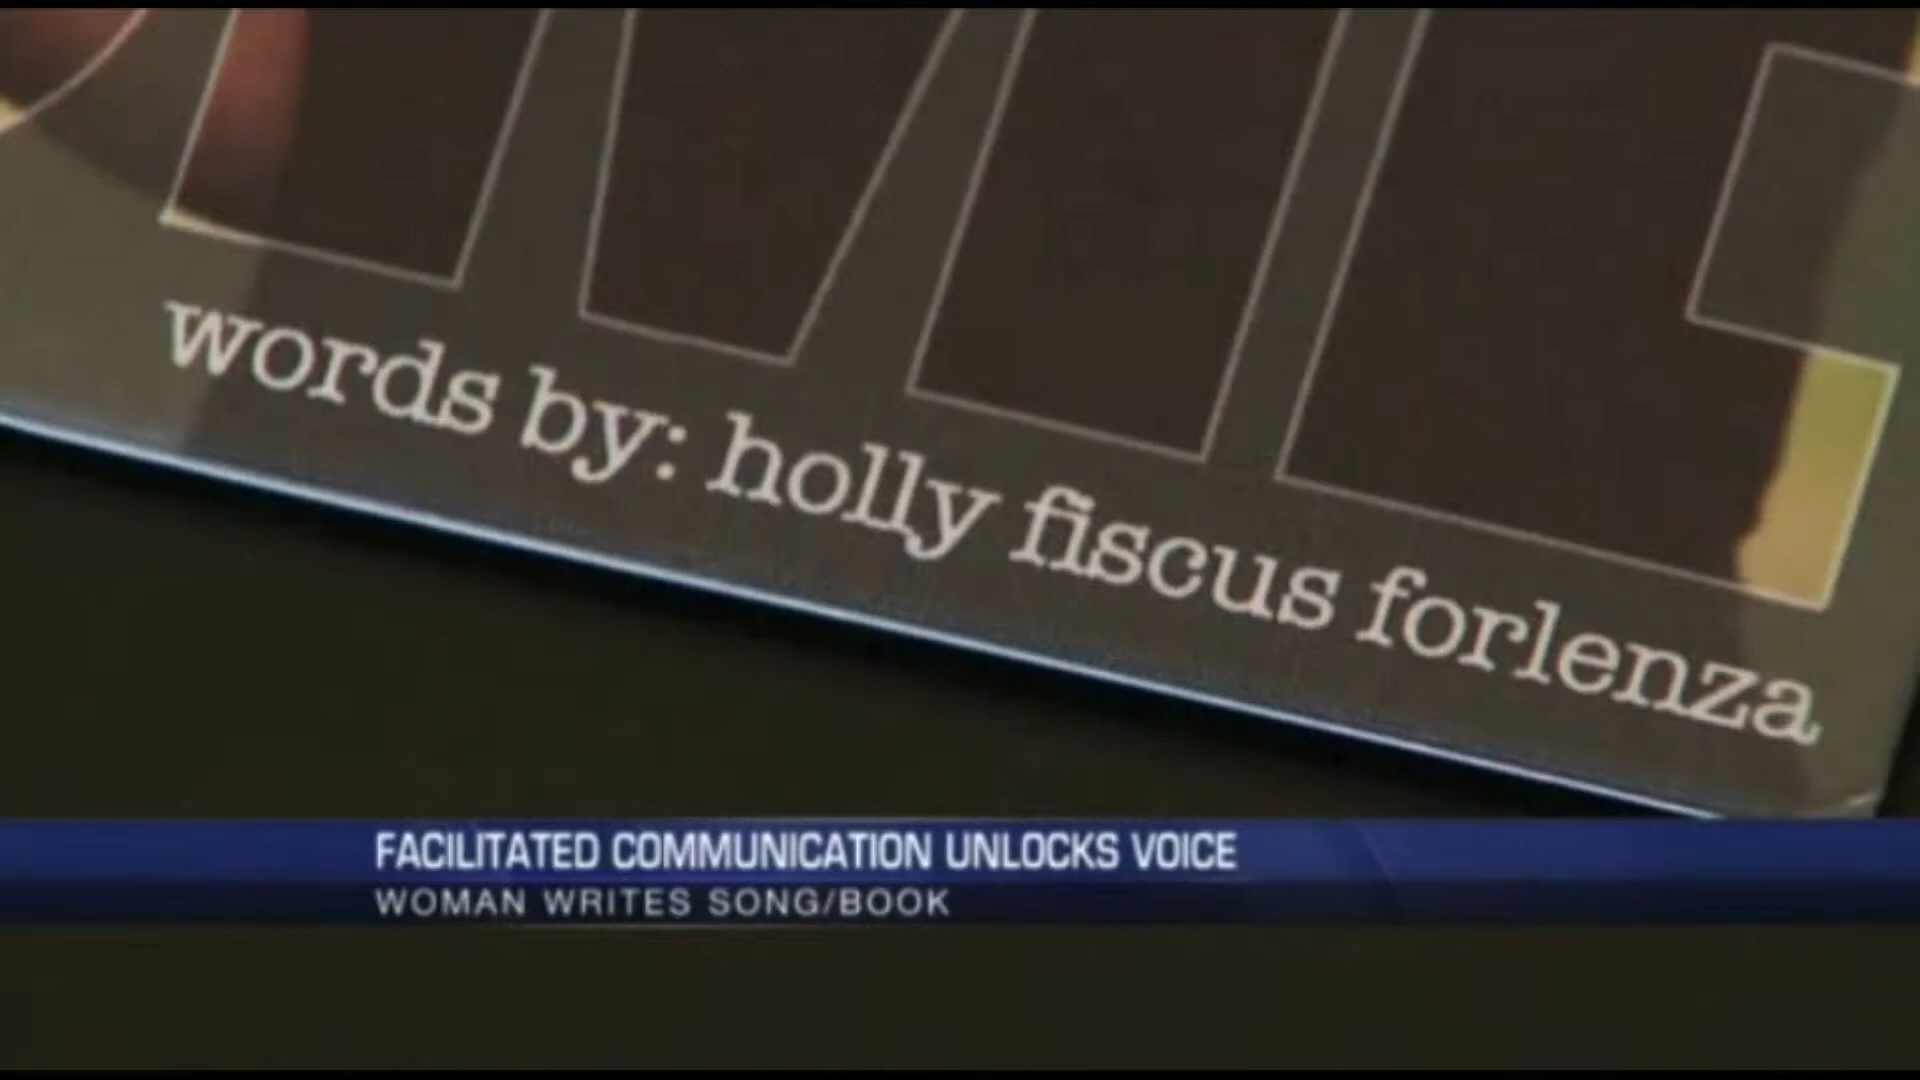 words by: holly fiscus forlenza
FACILITATED COMMUNICATION UNLOCKS VOICE
WOMAN WRITES SONG/BOOK